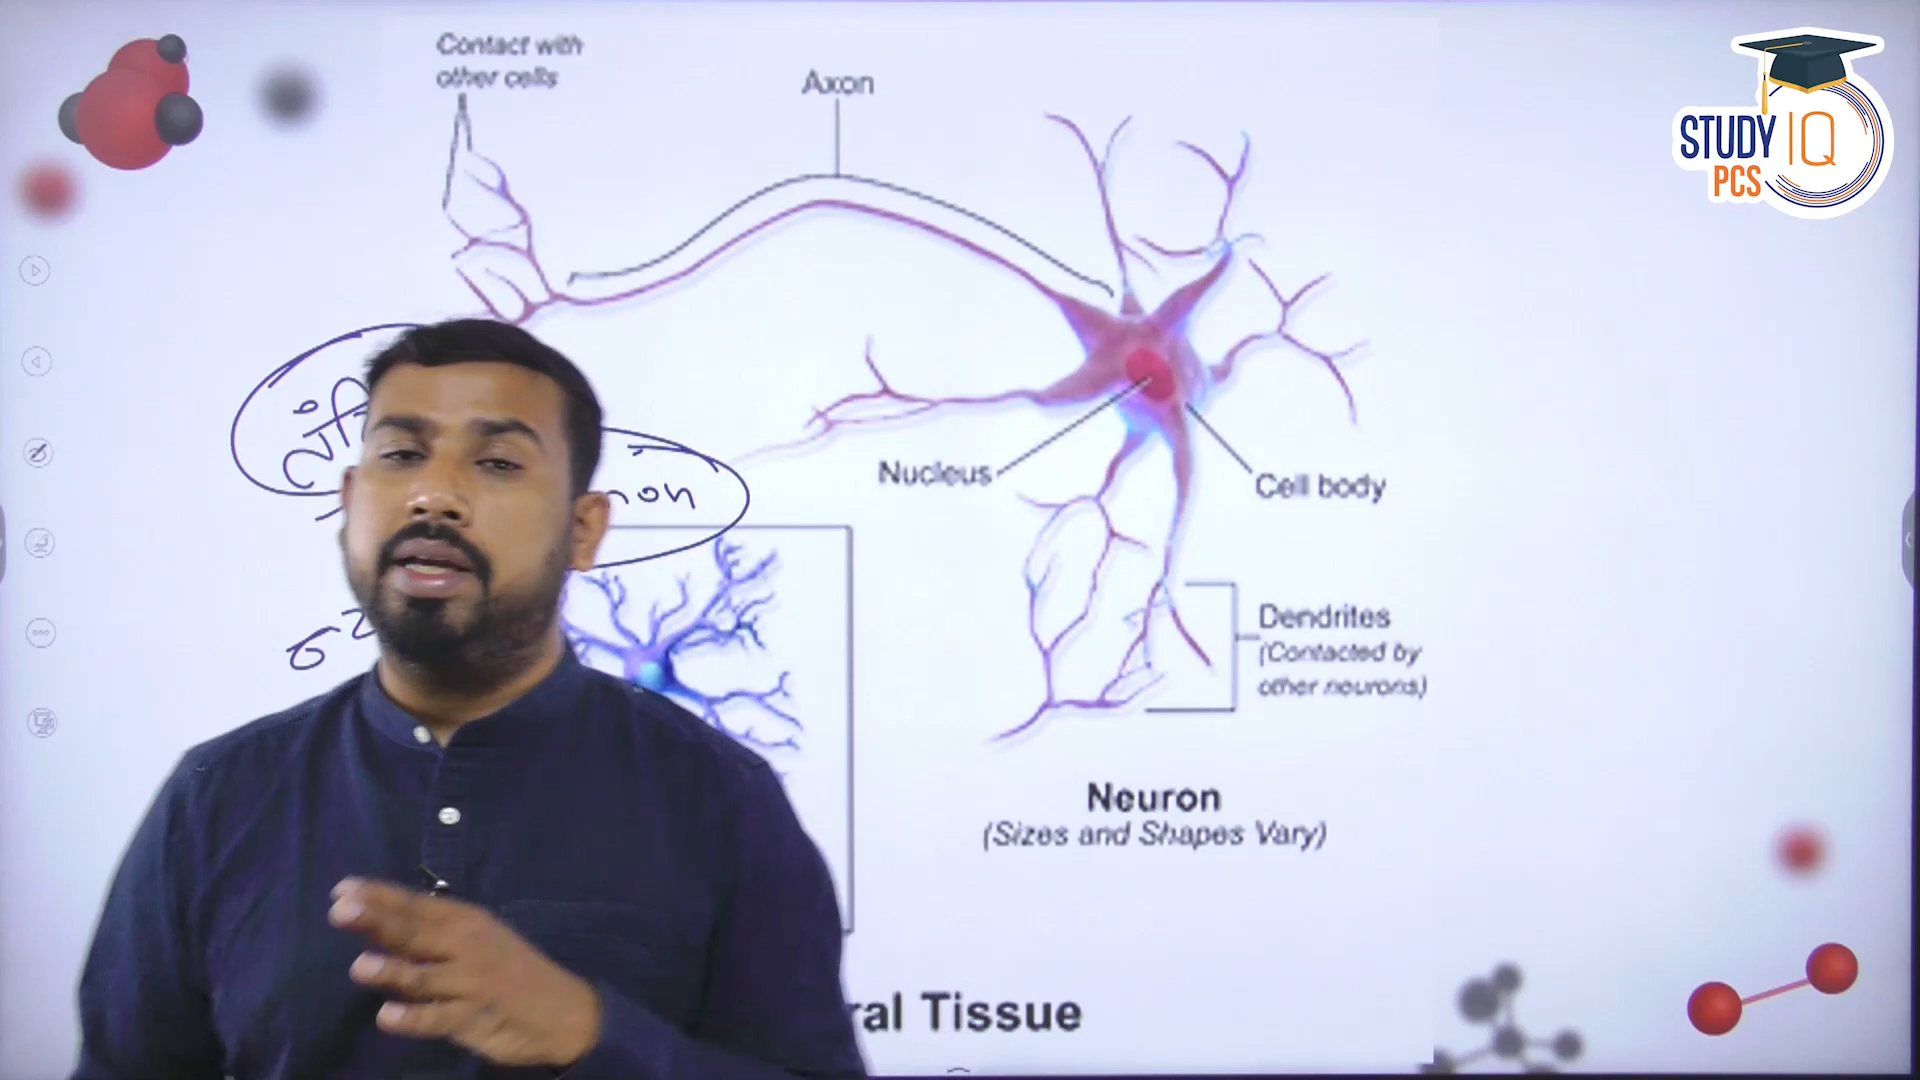 Contact with
other cells
Axon
STUDY IQ
PCS
Nucleus
Cell body
Dendrites
(Contacted by
other neurons)
Neuron
(Sizes and Shapes Vary)
Tissue